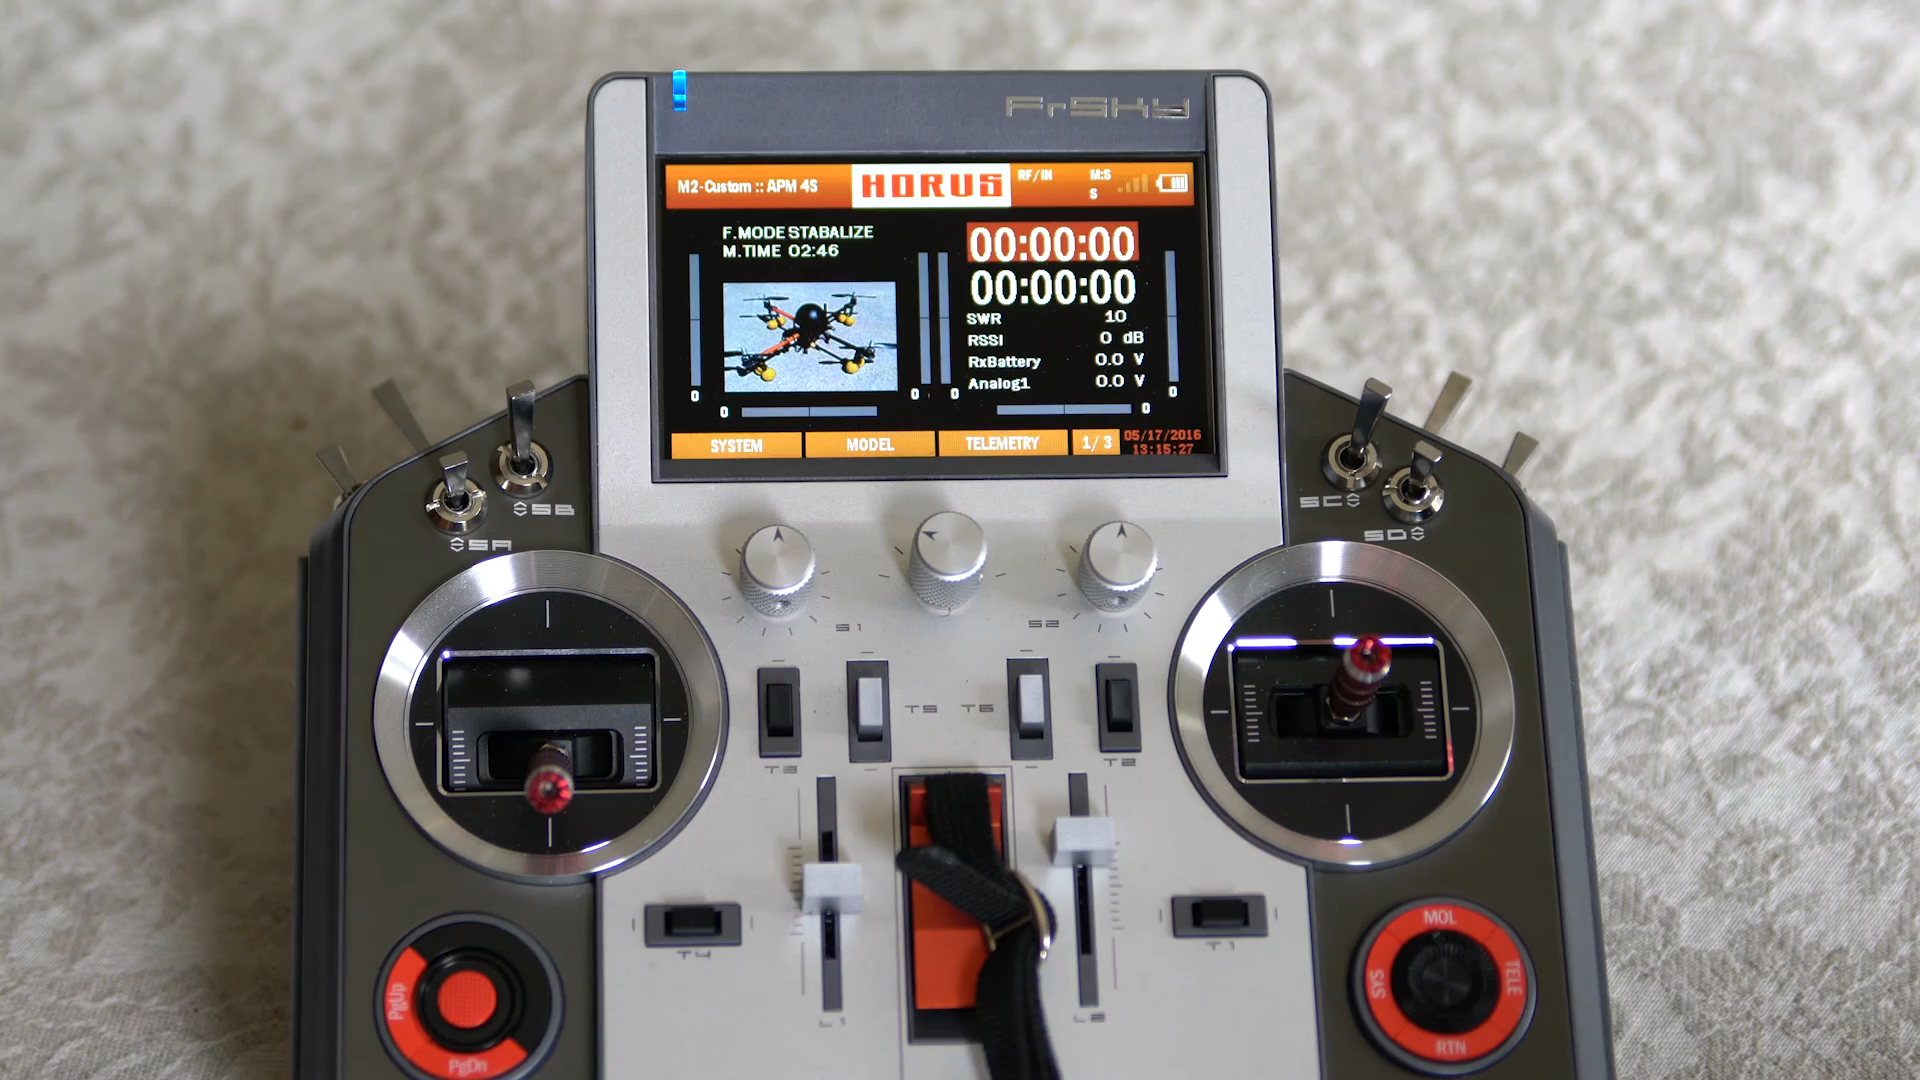 FrSky
M2-Custom :: APM 4S
HORUS
RF/IN
M:S
S
F.MODE STABALIZE
M.TIME 02:46
00:00:00
00:00:00
SWR 10
RSSI 0 dB
RxBattery 0.0 V
Analog1 0.0 V
0
0
0
0
0
0
SYSTEM
MODEL
TELEMETRY
1/3
05/17/2016
13:15:27
SB
SA
SC
SD
S1
S2
T5
T6
T3
T2
T4
T1
L1
L2
PgUp
PgDn
MDL
SYS
TELE
RTN